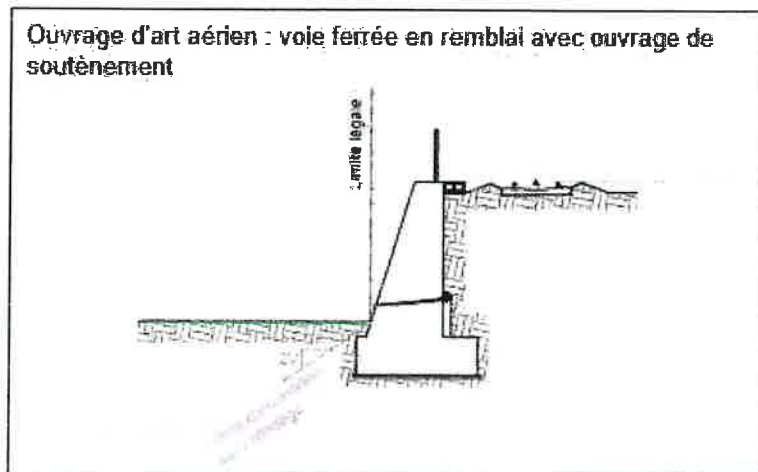 Ouvrage d'art aérien : voie ferrée en remblai avec ouvrage de
soutènement
Limite légale